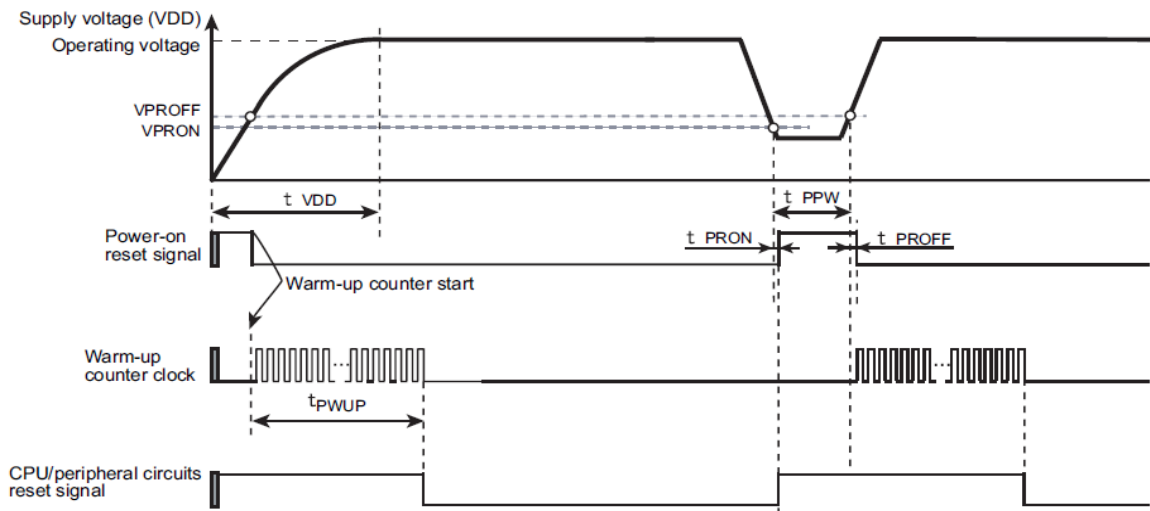 Supply voltage (VDD)
Operating voltage
VPROFF
VPRON
t VDD
t PPW
Power-on
reset signal
t PRON
t PROFF
Warm-up counter start
Warm-up
counter clock
...
...
...
...
tPWUP
CPU/peripheral circuits
reset signal